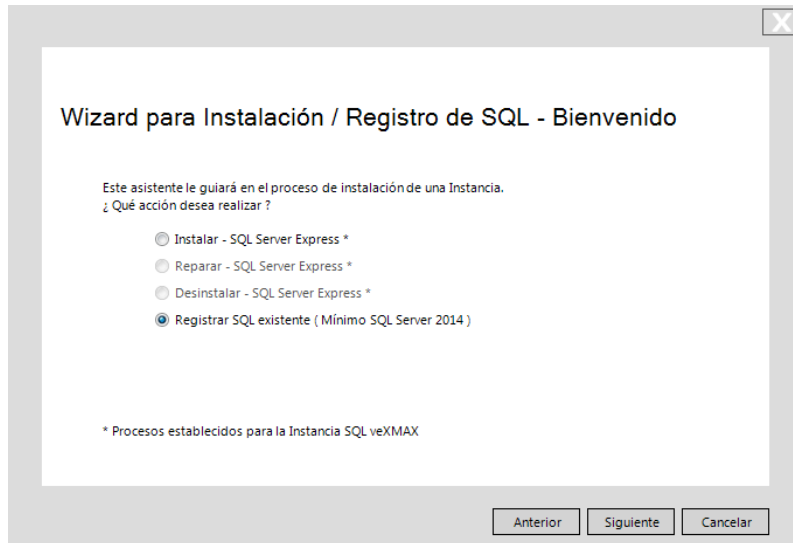 X
Wizard para Instalación / Registro de SQL - Bienvenido
Este asistente le guiará en el proceso de instalación de una Instancia.
¿ Qué acción desea realizar ?
Instalar - SQL Server Express *
Reparar - SQL Server Express *
Desinstalar - SQL Server Express *
Registrar SQL existente ( Mínimo SQL Server 2014 )
* Procesos establecidos para la Instancia SQL veXMAX
Anterior Siguiente Cancelar